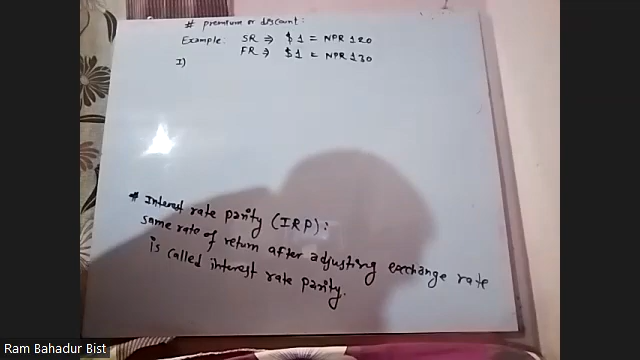 # premium or discount:
Example: SR ⇒ $1 = NPR 120
FR ⇒ $1 = NPR 130
I)
# Interest rate parity (IRP):
same rate of return after adjusting exchange rate
is called interest rate parity.
Ram Bahadur Bist